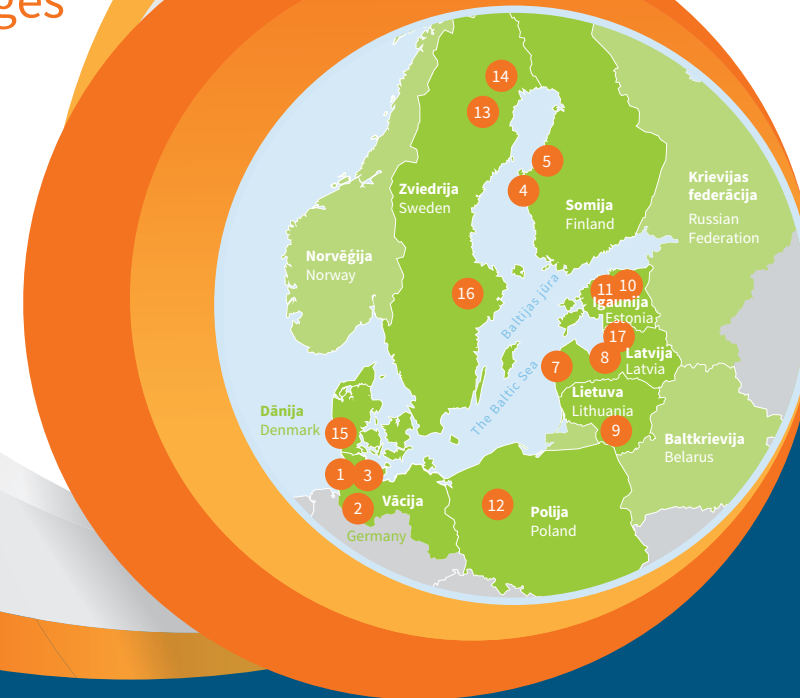 ges
14
13
5
4
Zviedrija
Sweden
Somija
Finland
Krievijas
federācija
Russian
Federation
Norvēģija
Norway
16
Baltijas jūra
The Baltic Sea
11
10
Igaunija
Estonia
17
8
Latvija
Latvia
7
Lietuva
Lithuania
9
Dānija
Denmark
15
Baltkrievija
Belarus
1
3
2
Vācija
Germany
12
Polija
Poland